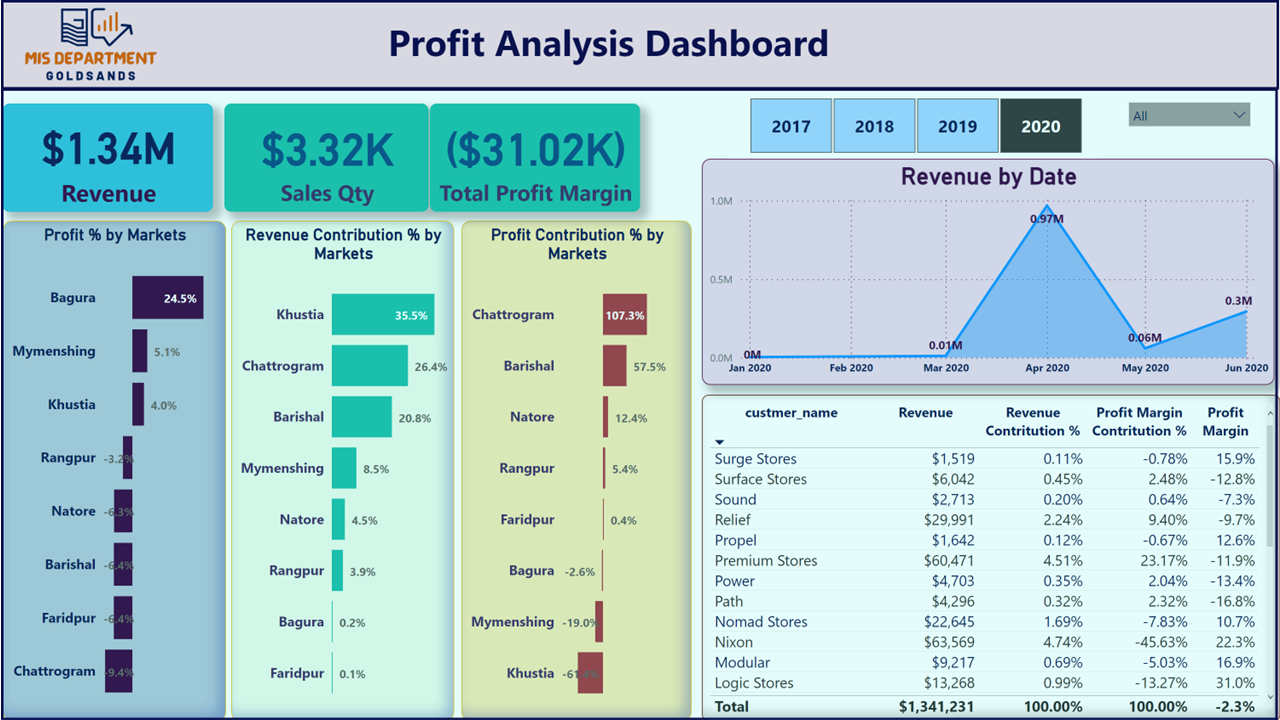 MIS DEPARTMENT
GOLDSANDS
Profit Analysis Dashboard
$1.34M
Revenue
$3.32K
Sales Qty
($31.02K)
Total Profit Margin
2017
2018
2019
2020
All
Profit % by Markets
Bagura 24.5%
Mymenshing 5.1%
Khustia 4.0%
Rangpur -3.2%
Natore -6.3%
Barishal -6.4%
Faridpur -6.4%
Chattrogram -9.4%
Revenue Contribution % by
Markets
Khustia 35.5%
Chattrogram 26.4%
Barishal 20.8%
Mymenshing 8.5%
Natore 4.5%
Rangpur 3.9%
Bagura 0.2%
Faridpur 0.1%
Profit Contribution % by
Markets
Chattrogram 107.3%
Barishal 57.5%
Natore 12.4%
Rangpur 5.4%
Faridpur 0.4%
Bagura -2.6%
Mymenshing -19.0%
Khustia
Revenue by Date
1.0M
0.5M
0.0M
0M
0.01M
0.97M
0.06M
0.3M
Jan 2020 Feb 2020 Mar 2020 Apr 2020 May 2020 Jun 2020
custmer_name Revenue Revenue Contritution % Profit Margin Contritution % Profit Margin
Surge Stores $1,519 0.11% -0.78% 15.9%
Surface Stores $6,042 0.45% 2.48% -12.8%
Sound $2,713 0.20% 0.64% -7.3%
Relief $29,991 2.24% 9.40% -9.7%
Propel $1,642 0.12% -0.67% 12.6%
Premium Stores $60,471 4.51% 23.17% -11.9%
Power $4,703 0.35% 2.04% -13.4%
Path $4,296 0.32% 2.32% -16.8%
Nomad Stores $22,645 1.69% -7.83% 10.7%
Nixon $63,569 4.74% -45.63% 22.3%
Modular $9,217 0.69% -5.03% 16.9%
Logic Stores $13,268 0.99% -13.27% 31.0%
Total $1,341,231 100.00% 100.00% -2.3%